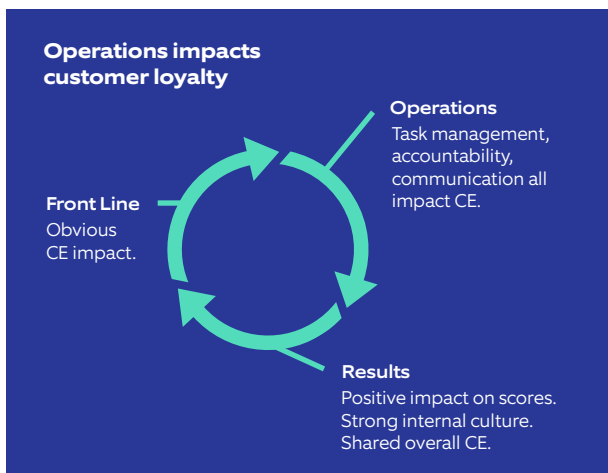 Operations impacts
customer loyalty
Operations
Task management,
accountability,
communication all
impact CE.
Front Line
Obvious
CE impact.
Results
Positive impact on scores.
Strong internal culture.
Shared overall CE.